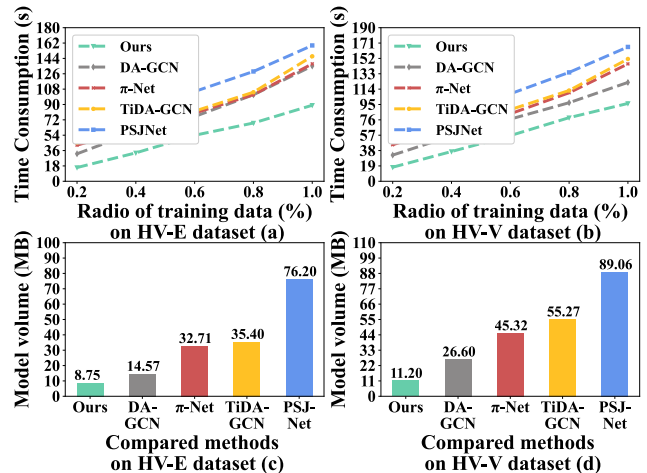 Time Consumption (s)
180
162
144
126
108
90
72
54
36
18
0
Ours
DA-GCN
π-Net
TiDA-GCN
PSJNet
0.2 0.4 0.6 0.8 1.0
Radio of training data (%)
on HV-E dataset (a)
Time Consumption (s)
190
171
152
133
114
95
76
57
38
19
0
Ours
DA-GCN
π-Net
TiDA-GCN
PSJNet
0.2 0.4 0.6 0.8 1.0
Radio of training data (%)
on HV-V dataset (b)
Model volume (MB)
100
90
80
70
60
50
40
30
20
10
0
8.75
14.57
32.71
35.40
76.20
Ours DA-GCN π-Net TiDA-GCN PSJ-Net
Compared methods
on HV-E dataset (c)
Model volume (MB)
110
99
88
77
66
55
44
33
22
11
0
11.20
26.60
45.32
55.27
89.06
Ours DA-GCN π-Net TiDA-GCN PSJ-Net
Compared methods
on HV-V dataset (d)